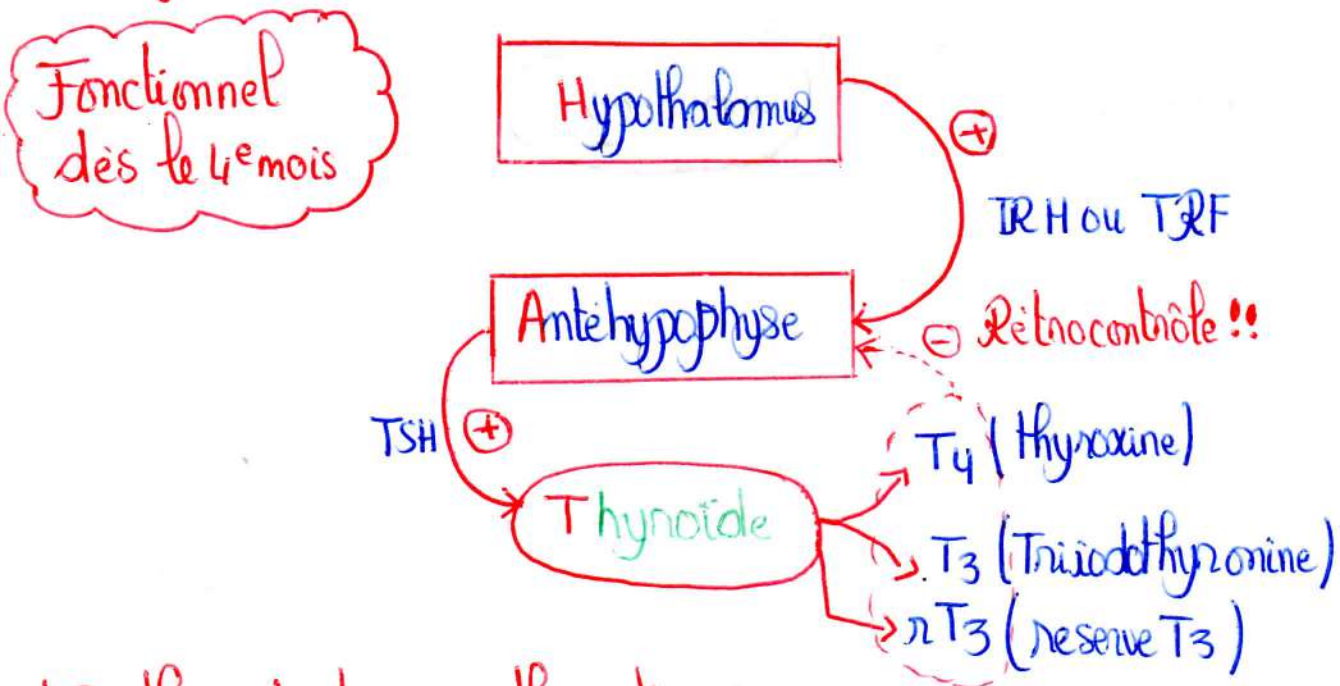 Fonctionnel
dès le 4e mois
Hypothalamus
+
TRH ou TRF
Antéhypophyse
- Rétrocontrôle !!
TSH +
T4 (thyroxine)
Thyroïde
T3 (Triiodothyronine)
rT3 (reserve T3)